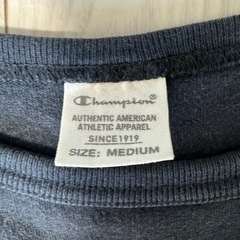 Champion®
AUTHENTIC AMERICAN
ATHLETIC APPAREL
SINCE 1919
SIZE: MEDIUM